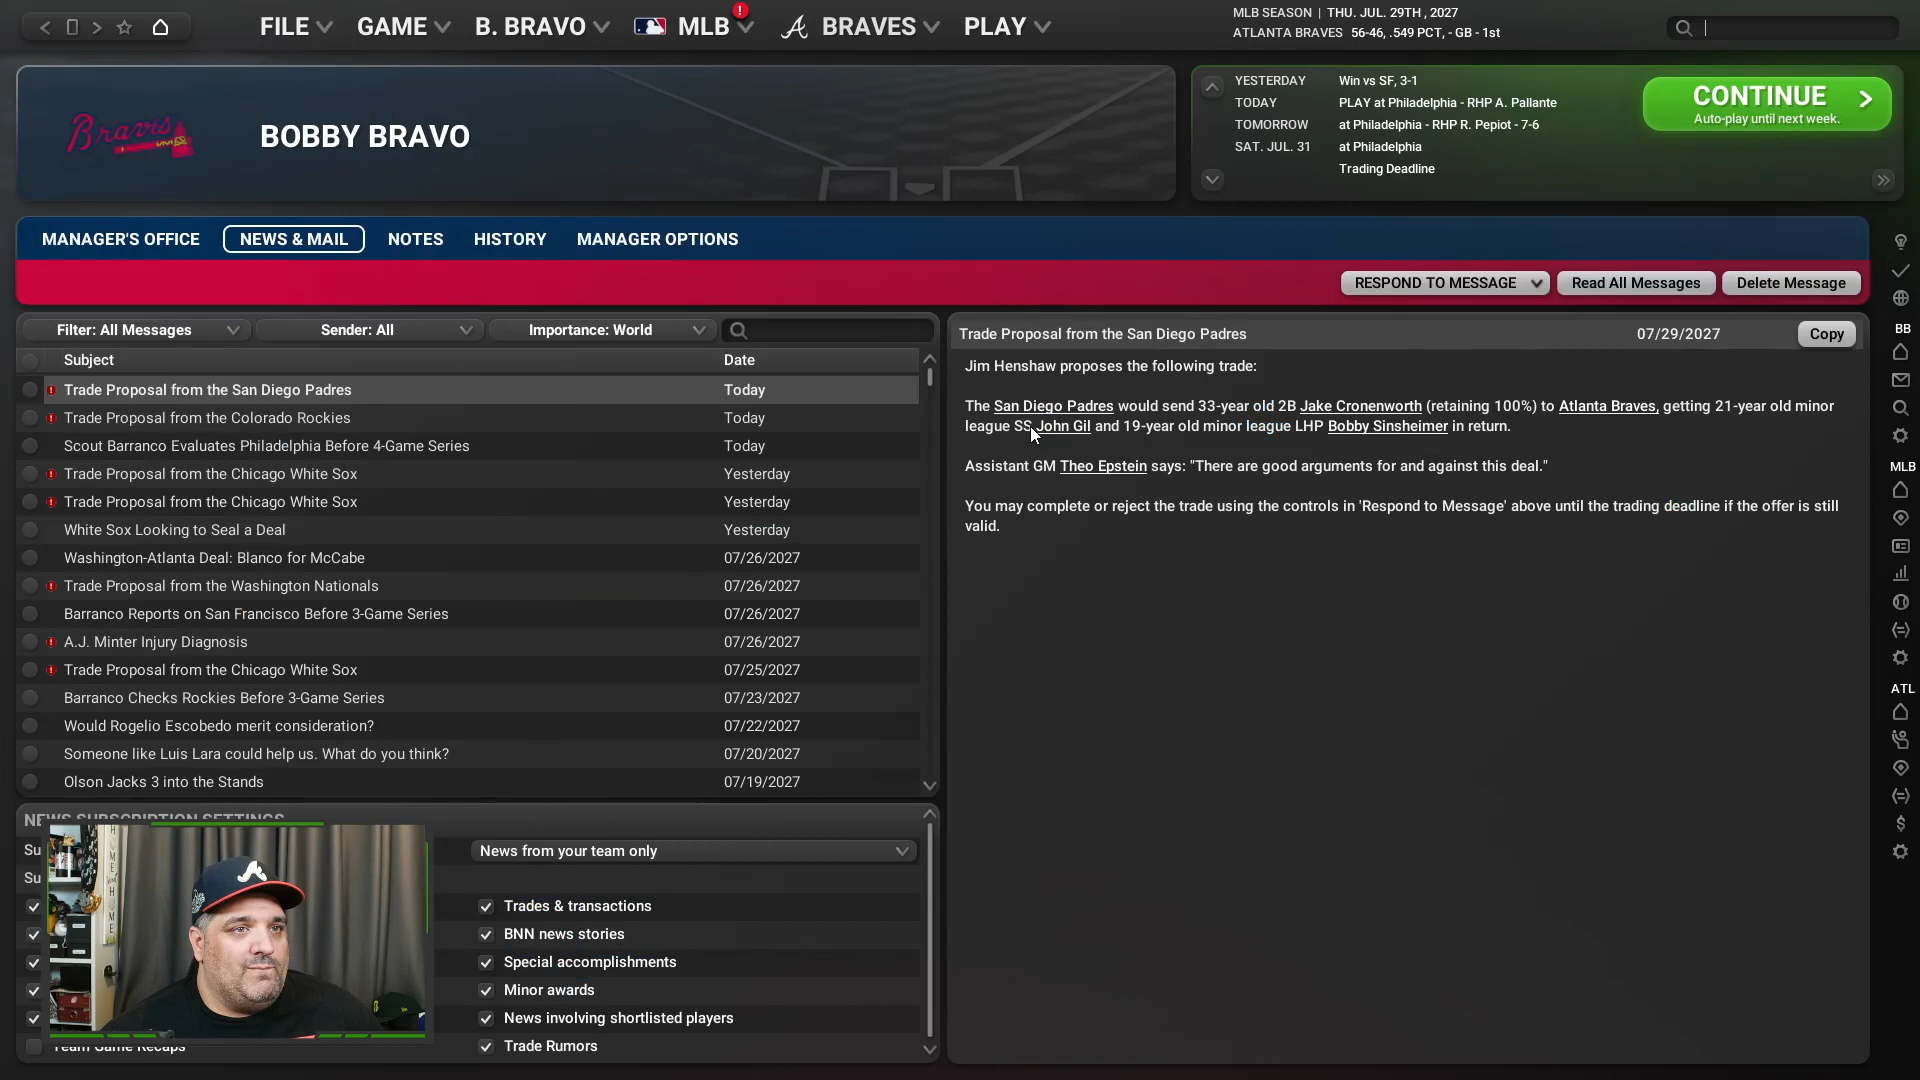 FILE
GAME
B. BRAVO
MLB
BRAVES
PLAY
MLB SEASON | THU. JUL. 29TH , 2027
ATLANTA BRAVES 56-46, .549 PCT, - GB - 1st
Braves
BOBBY BRAVO
YESTERDAY Win vs SF, 3-1
TODAY PLAY at Philadelphia - RHP A. Pallante
TOMORROW at Philadelphia - RHP R. Pepiot - 7-6
SAT. JUL. 31 at Philadelphia
Trading Deadline
CONTINUE
Auto-play until next week.
MANAGER'S OFFICE
NEWS & MAIL
NOTES
HISTORY
MANAGER OPTIONS
RESPOND TO MESSAGE
Read All Messages
Delete Message
Filter: All Messages
Sender: All
Importance: World
Subject Date
Trade Proposal from the San Diego Padres Today
Trade Proposal from the Colorado Rockies Today
Scout Barranco Evaluates Philadelphia Before 4-Game Series Today
Trade Proposal from the Chicago White Sox Yesterday
Trade Proposal from the Chicago White Sox Yesterday
White Sox Looking to Seal a Deal Yesterday
Washington-Atlanta Deal: Blanco for McCabe 07/26/2027
Trade Proposal from the Washington Nationals 07/26/2027
Barranco Reports on San Francisco Before 3-Game Series 07/26/2027
A.J. Minter Injury Diagnosis 07/26/2027
Trade Proposal from the Chicago White Sox 07/25/2027
Barranco Checks Rockies Before 3-Game Series 07/23/2027
Would Rogelio Escobedo merit consideration? 07/22/2027
Someone like Luis Lara could help us. What do you think? 07/20/2027
Olson Jacks 3 into the Stands 07/19/2027
Trade Proposal from the San Diego Padres 07/29/2027 Copy
Jim Henshaw proposes the following trade:
The San Diego Padres would send 33-year old 2B Jake Cronenworth (retaining 100%) to Atlanta Braves, getting 21-year old minor
league SS John Gil and 19-year old minor league LHP Bobby Sinsheimer in return.
Assistant GM Theo Epstein says: "There are good arguments for and against this deal."
You may complete or reject the trade using the controls in 'Respond to Message' above until the trading deadline if the offer is still
valid.
NEWS SUBSCRIPTION SETTINGS
Su
News from your team only
Su
Trades & transactions
BNN news stories
Special accomplishments
Minor awards
News involving shortlisted players
Team Game Recaps
Trade Rumors
BB
MLB
ATL